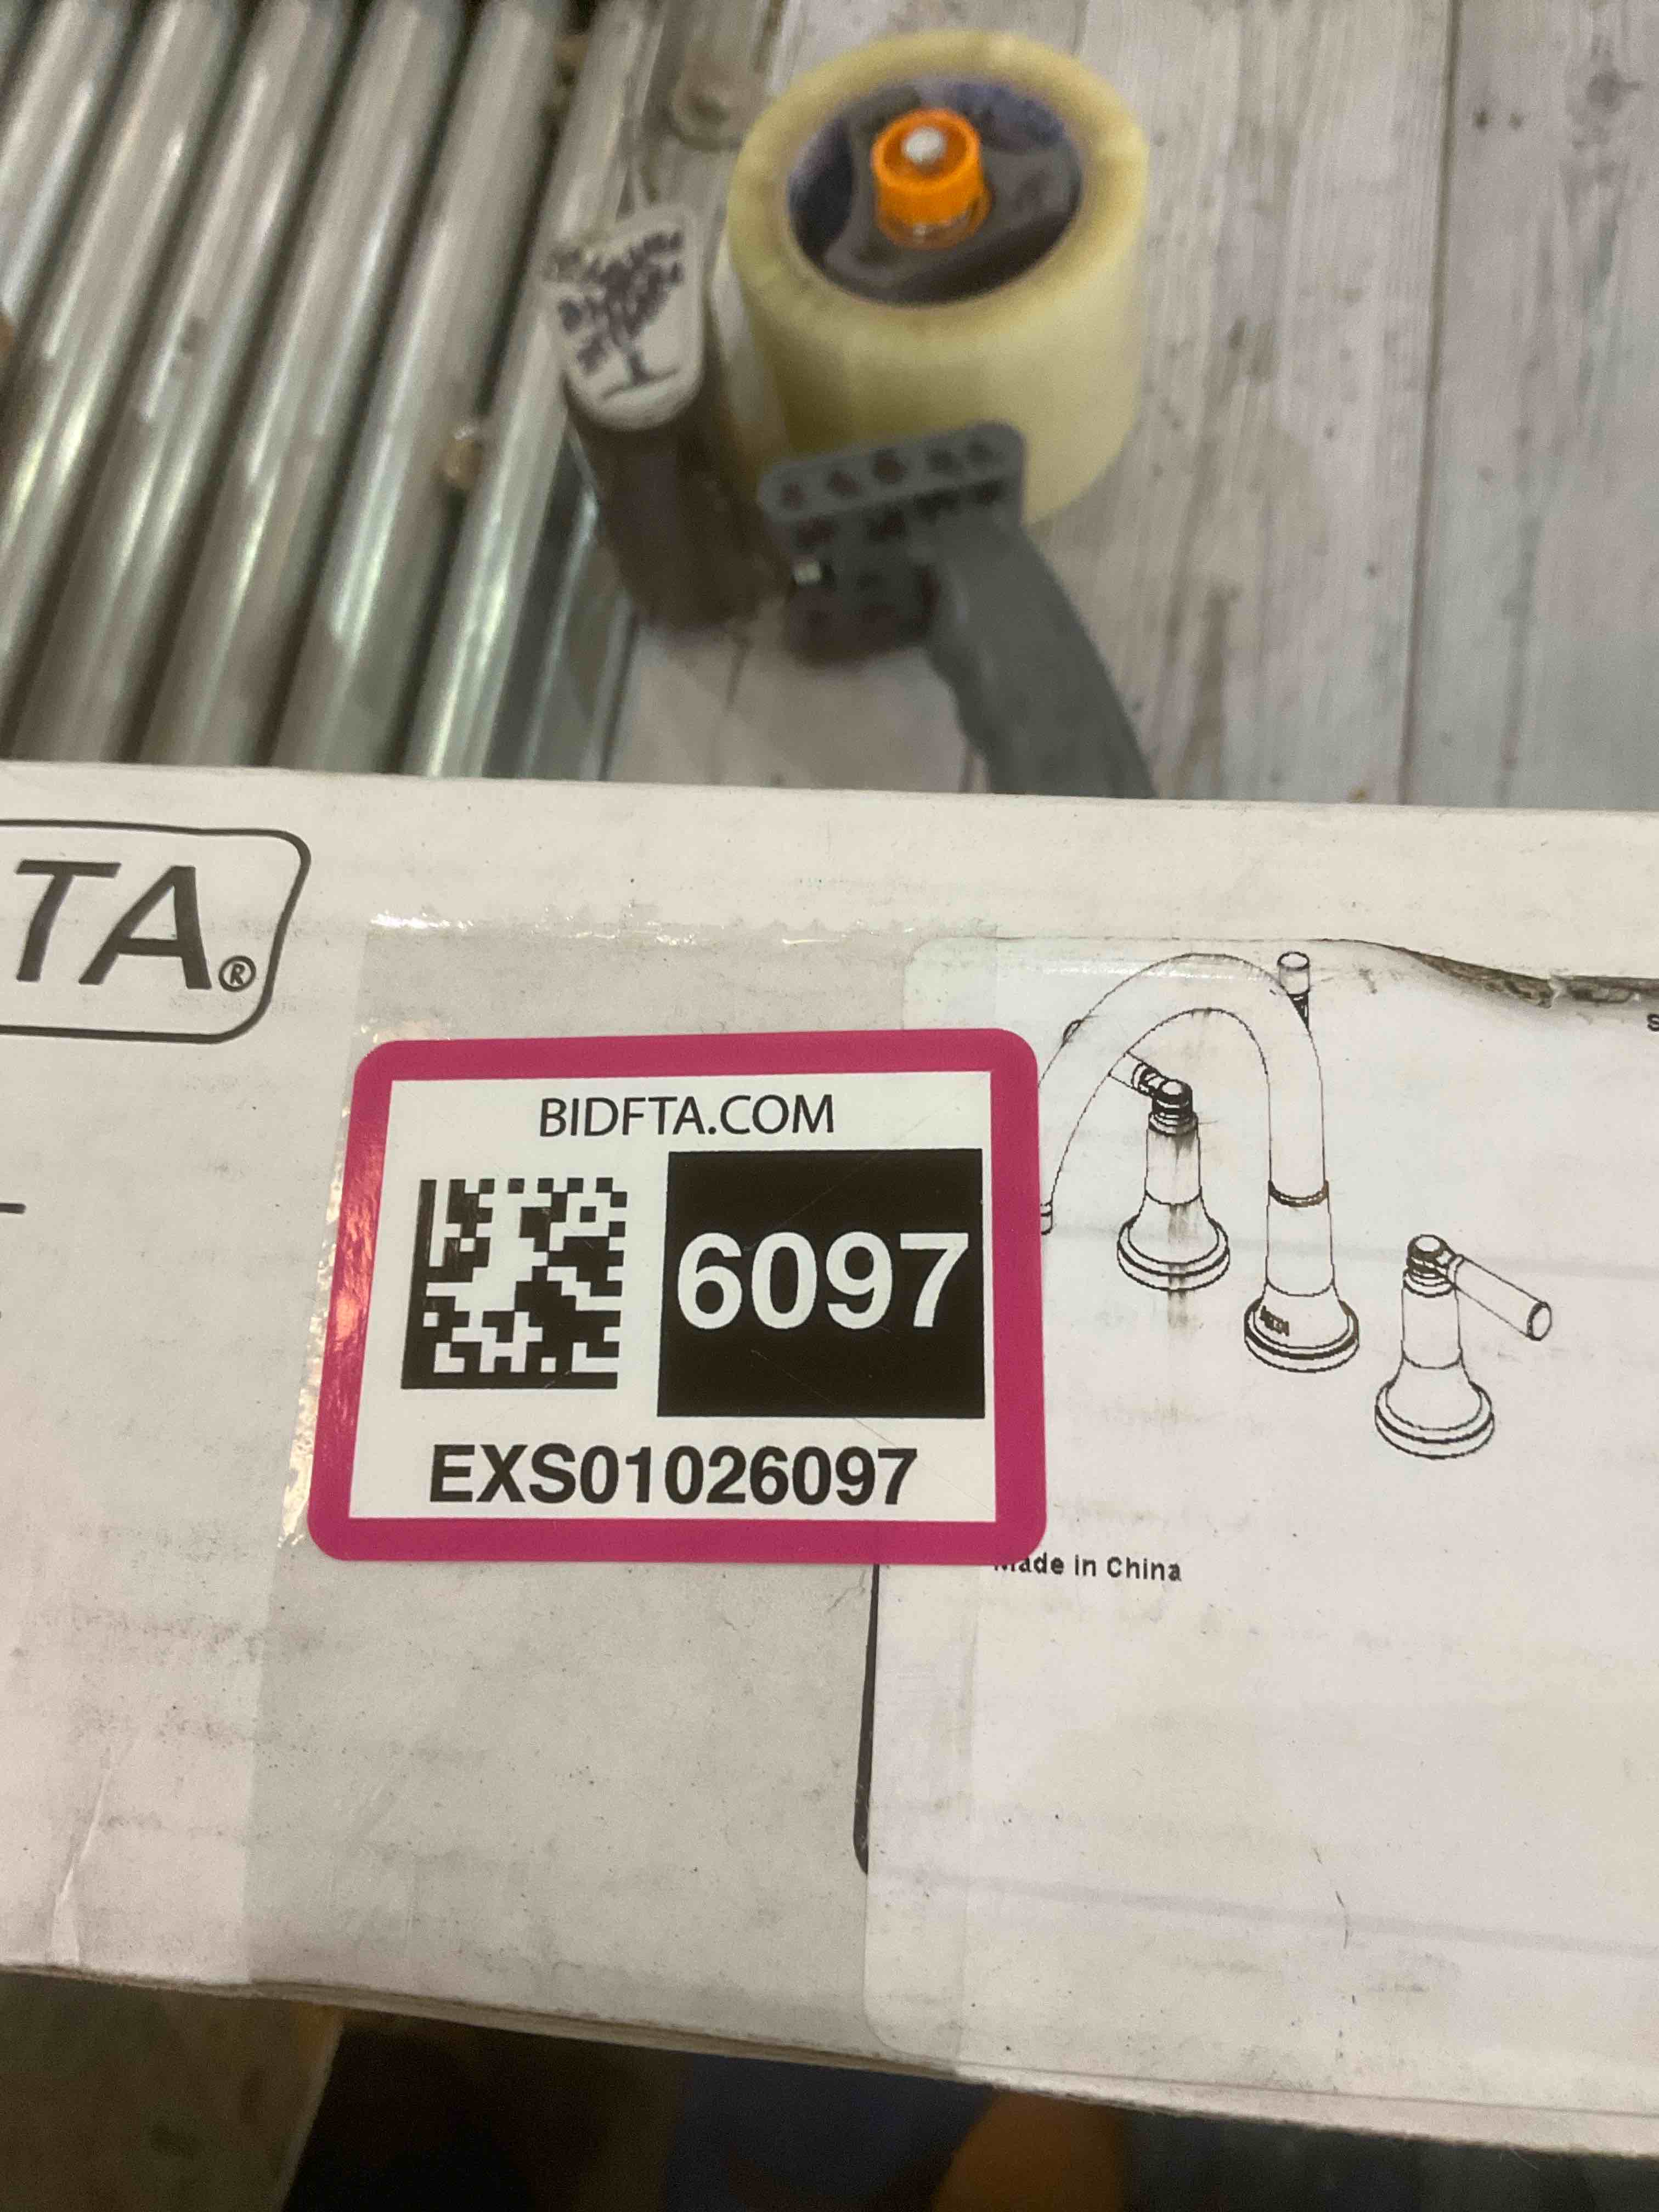 TA®
BIDFTA.COM
6097
EXS01026097
Made in China